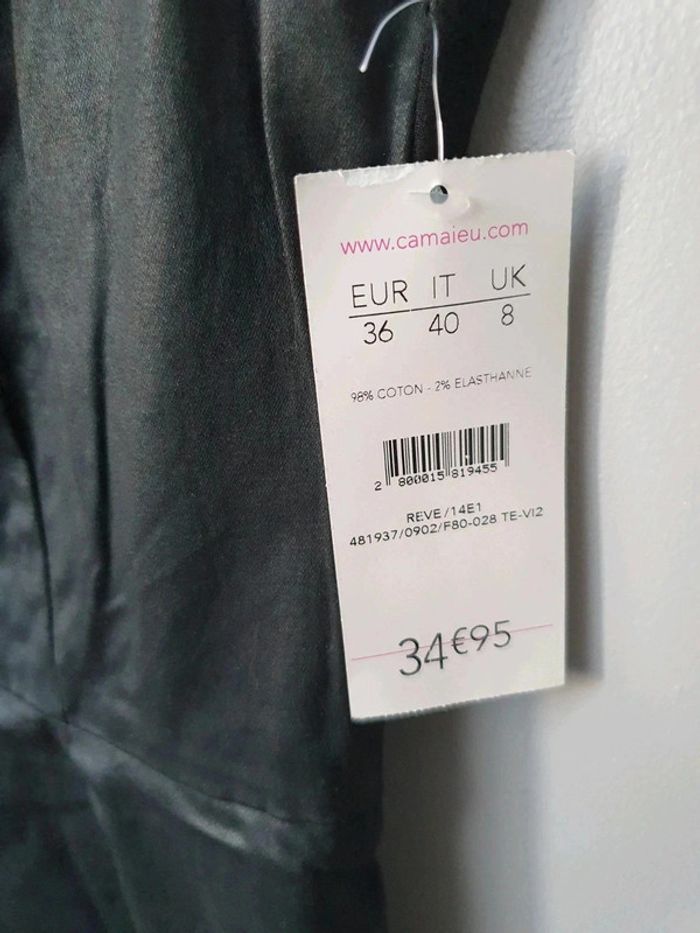 www.camaieu.com
EUR IT UK
36 40 8
98% COTON - 2% ELASTHANNE
2 800015 819455
REVE/14E1
481937/0902/F80-028 TE-VI2
34€95